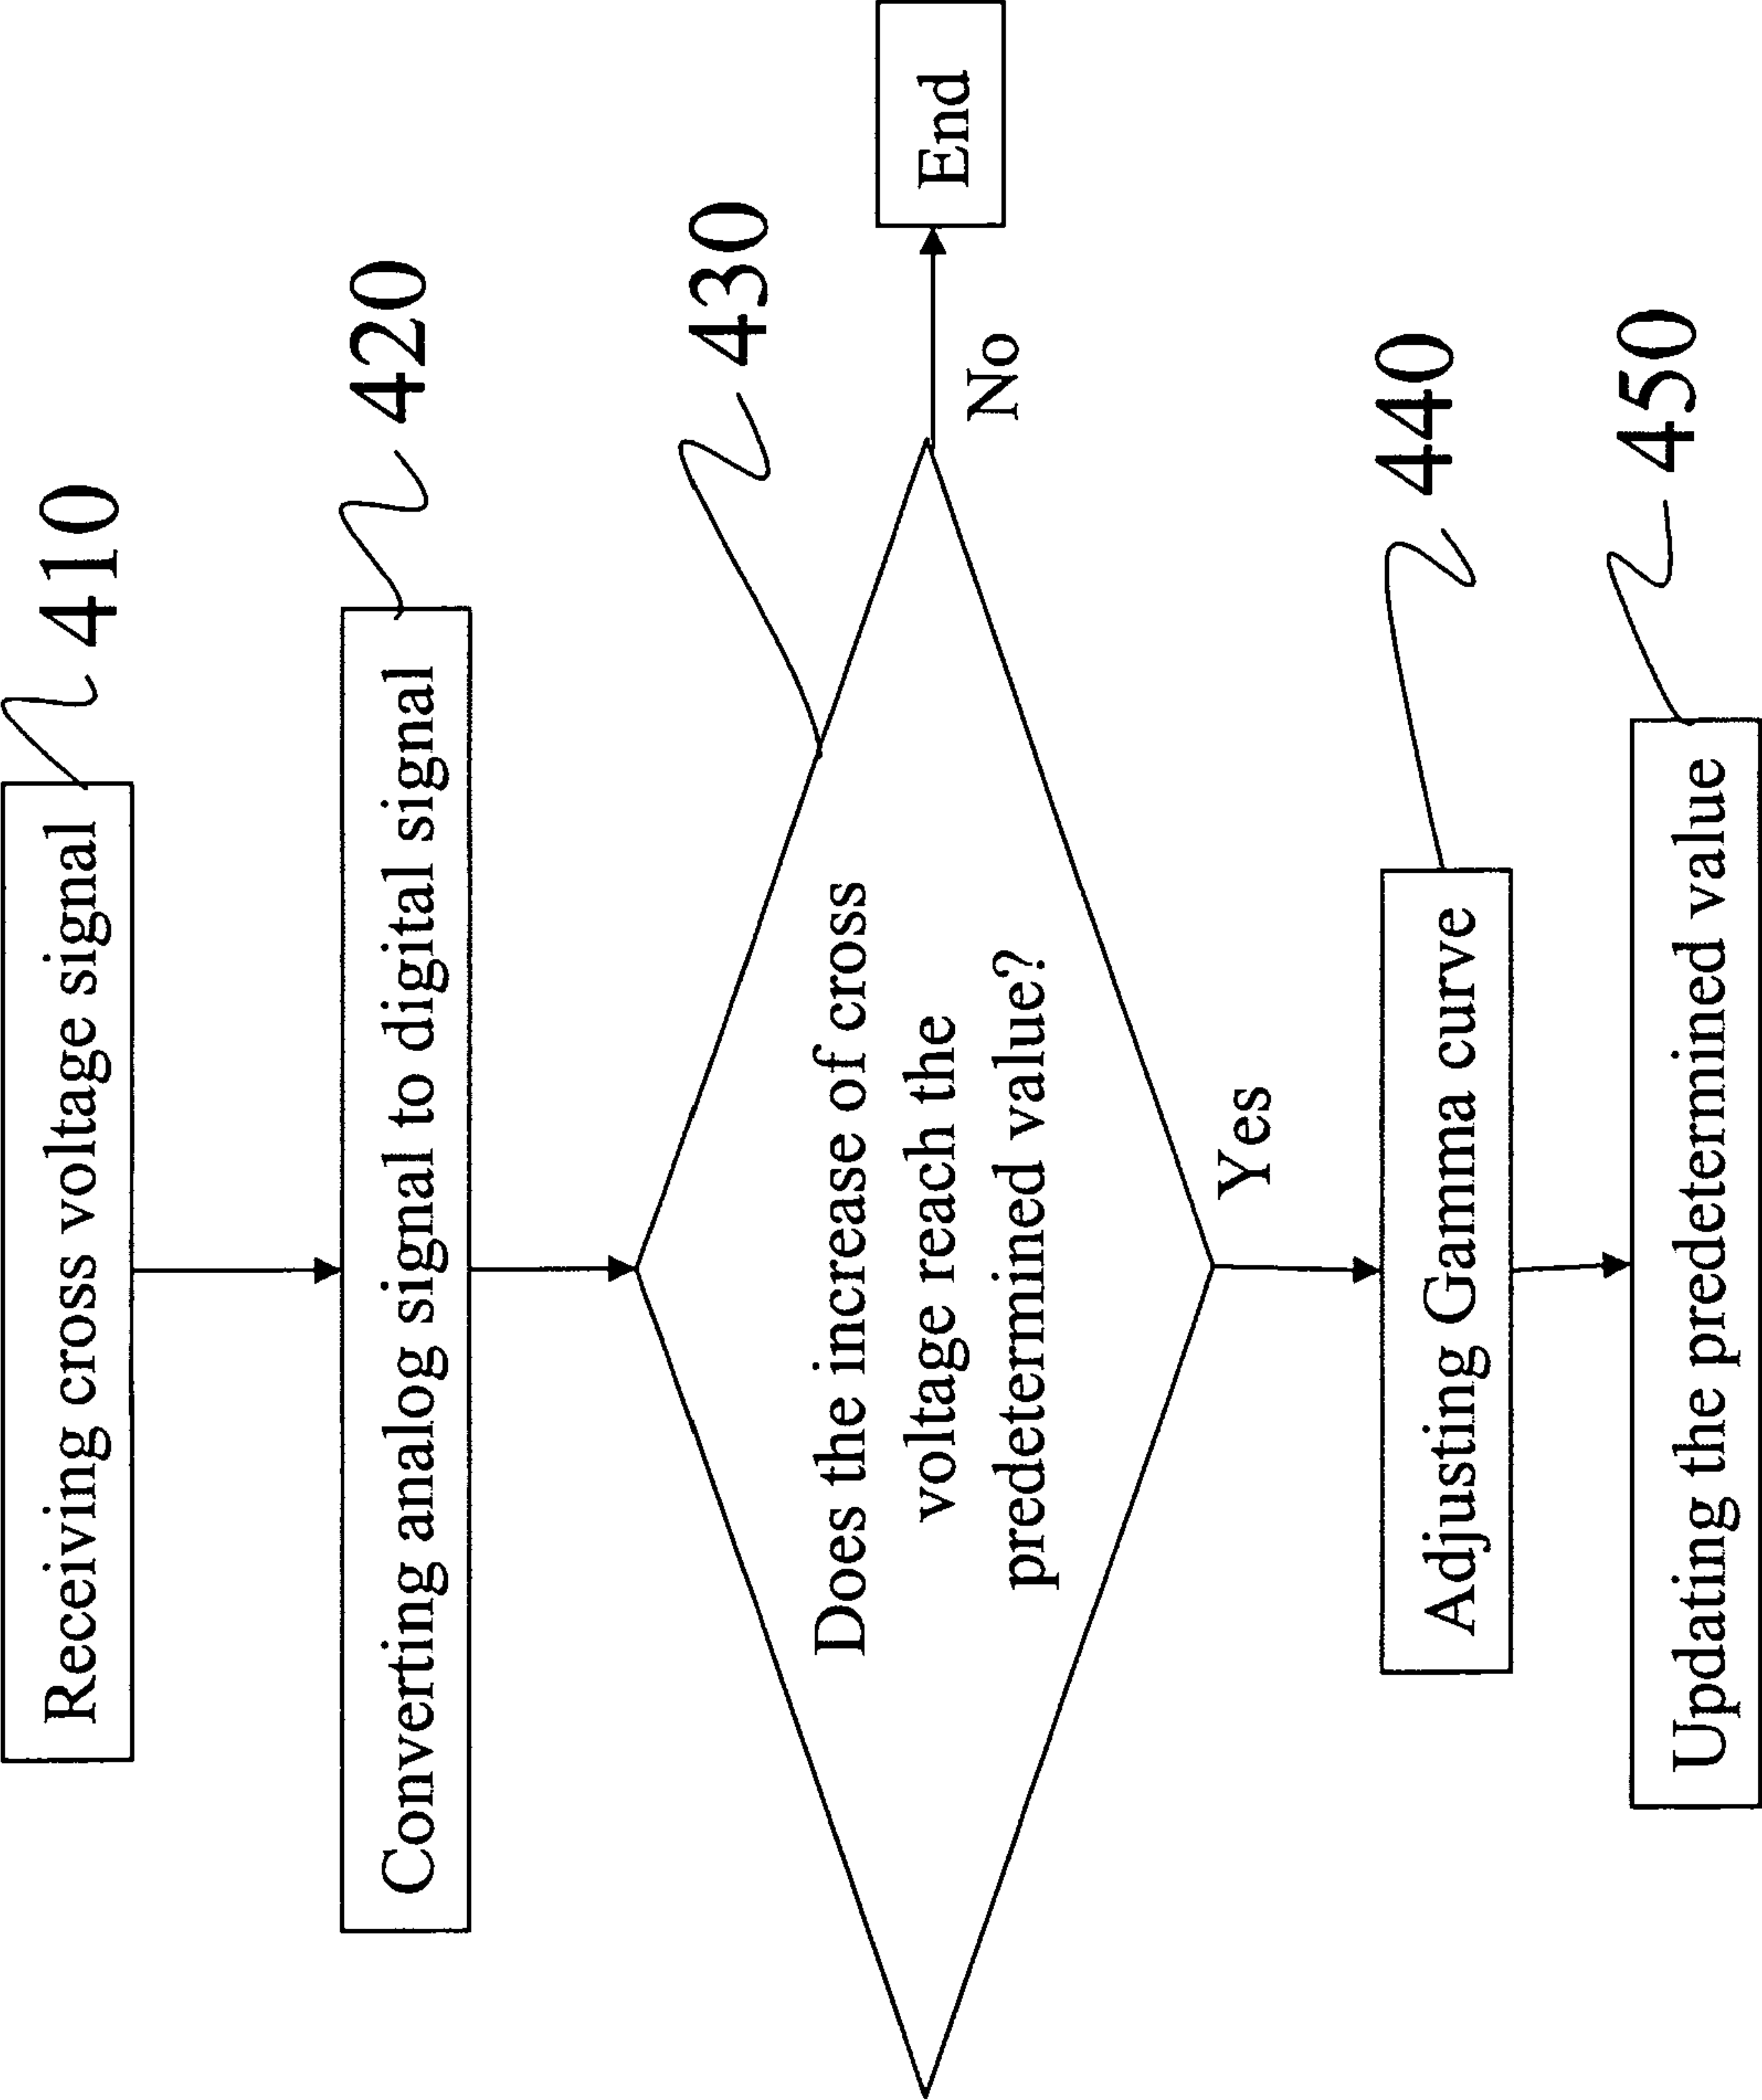 Receiving cross voltage signal
410
Converting analog signal to digital signal
420
Does the increase of cross
voltage reach the
predetermined value?
430
No
End
Yes
Adjusting Gamma curve
440
Updating the predetermined value
450